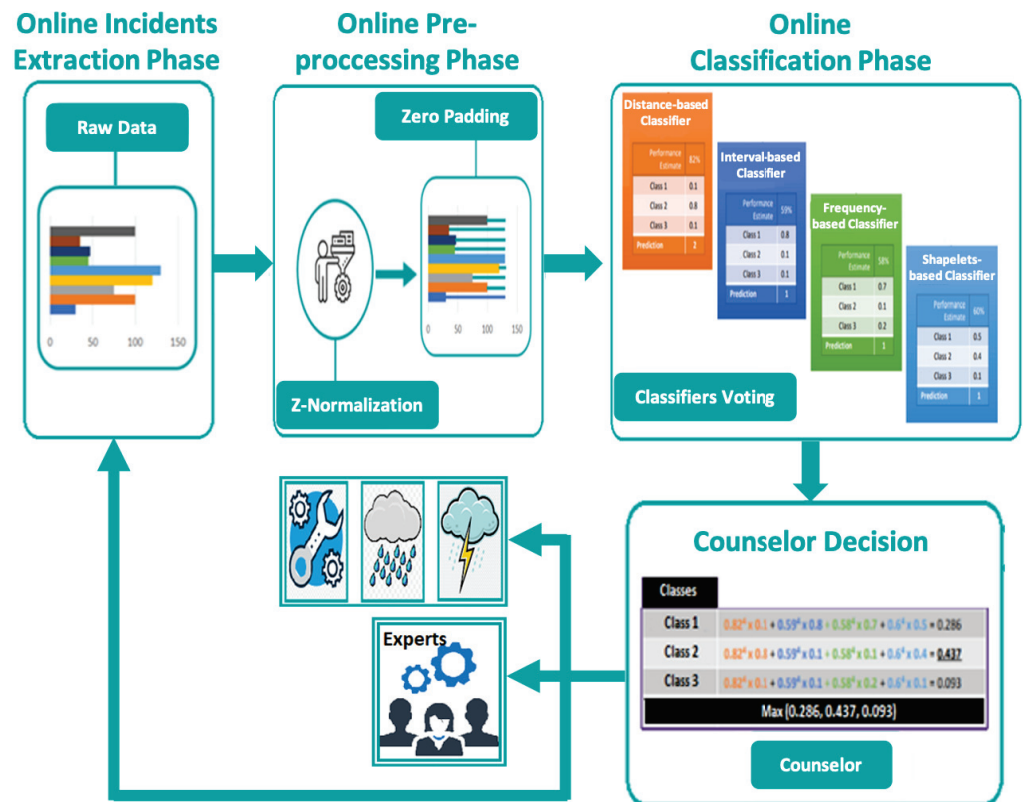 Online Incidents
Extraction Phase
Raw Data
0 50 100 150
Online Pre-
proccessing Phase
Zero Padding
0 50 100 150
Z-Normalization
Online
Classification Phase
Distance-based
Classifier
Performance
Estimate 82%
Class 1 0.1
Class 2 0.8
Class 3 0.1
Prediction 2
Interval-based
Classifier
Performance
Estimate 59%
Class 1 0.8
Class 2 0.1
Class 3 0.1
Prediction 1
Frequency-
based Classifier
Performance
Estimate 58%
Class 1 0.7
Class 2 0.1
Class 3 0.2
Prediction 1
Shapelets-
based Classifier
Performance
Estimate 60%
Class 1 0.5
Class 2 0.4
Class 3 0.1
Prediction 1
Classifiers Voting
Experts
Counselor Decision
Classes
Class 1 0.82⁴ x 0.1 + 0.59⁴ x 0.8 + 0.58⁴ x 0.7 + 0.6⁴ x 0.5 = 0.286
Class 2 0.82⁴ x 0.8 + 0.59⁴ x 0.1 + 0.58⁴ x 0.1 + 0.6⁴ x 0.4 = 0.437
Class 3 0.82⁴ x 0.1 + 0.59⁴ x 0.1 + 0.58⁴ x 0.2 + 0.6⁴ x 0.1 = 0.093
Max (0.286, 0.437, 0.093)
Counselor